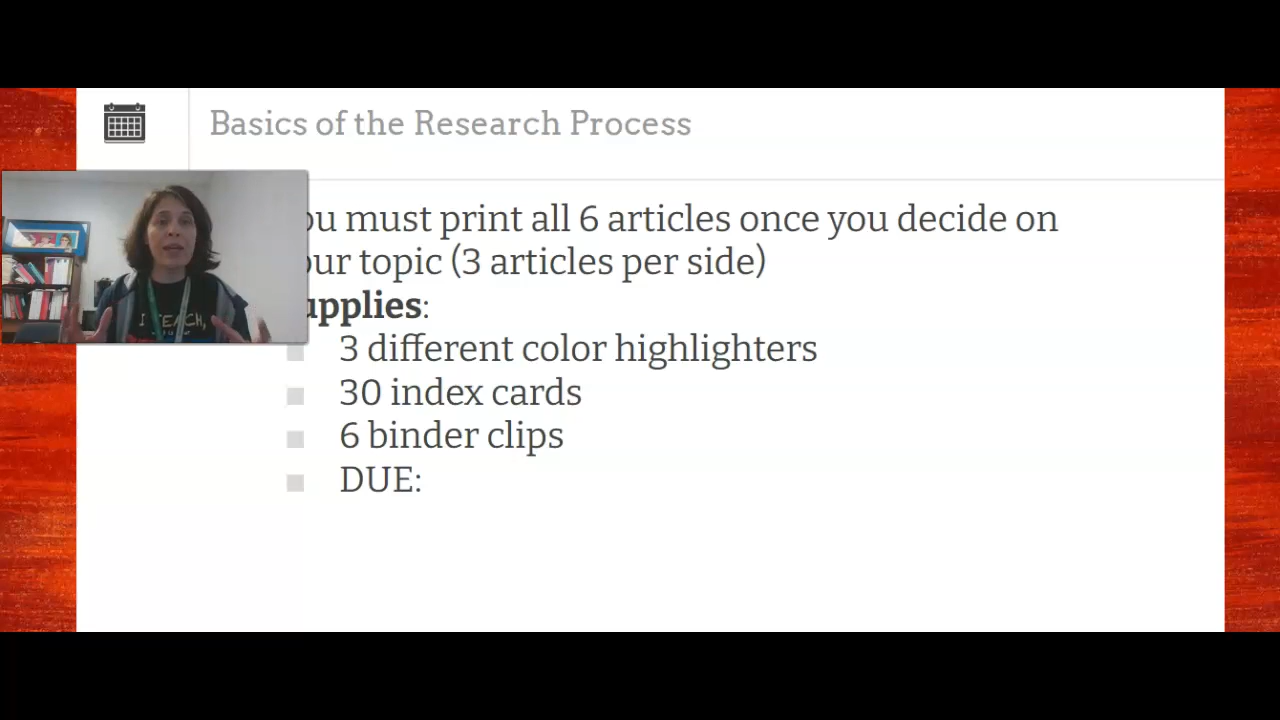 Basics of the Research Process
ou must print all 6 articles once you decide on
our topic (3 articles per side)
upplies:
3 different color highlighters
30 index cards
6 binder clips
DUE:
I TEACH,